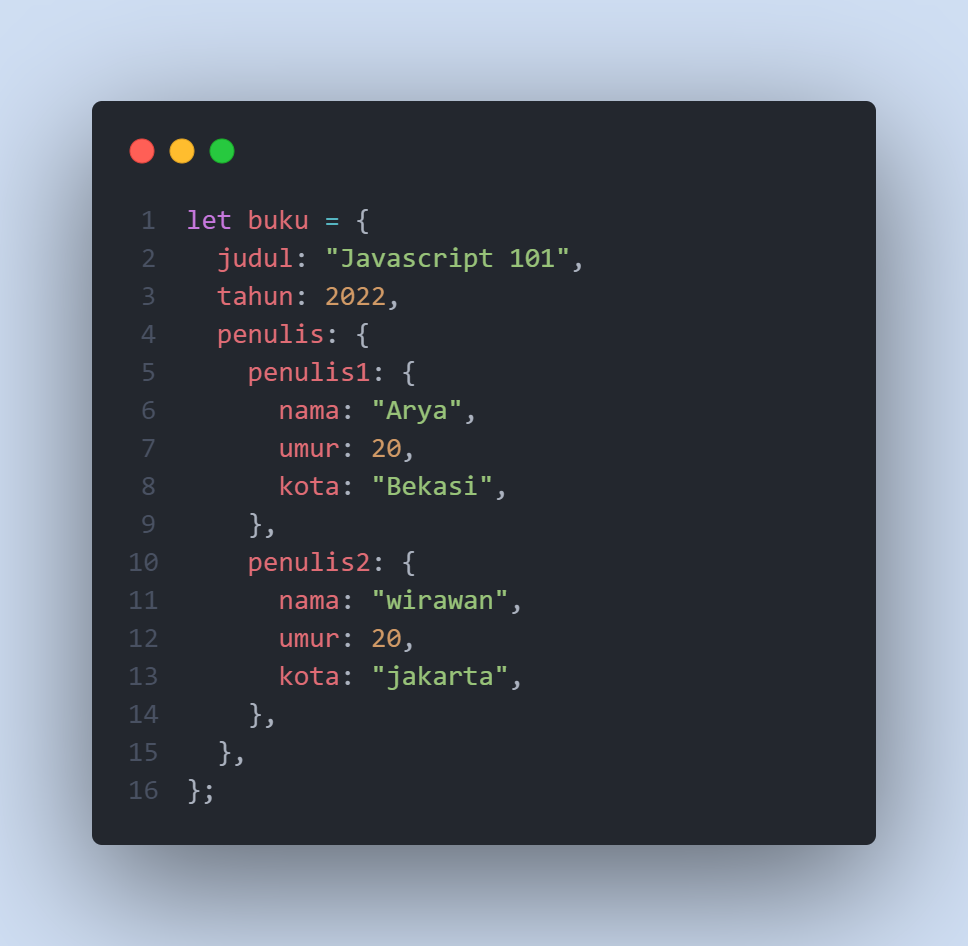 1 let buku = {
2   judul: "Javascript 101",
3   tahun: 2022,
4   penulis: {
5     penulis1: {
6       nama: "Arya",
7       umur: 20,
8       kota: "Bekasi",
9     },
10     penulis2: {
11       nama: "wirawan",
12       umur: 20,
13       kota: "jakarta",
14     },
15   },
16 };